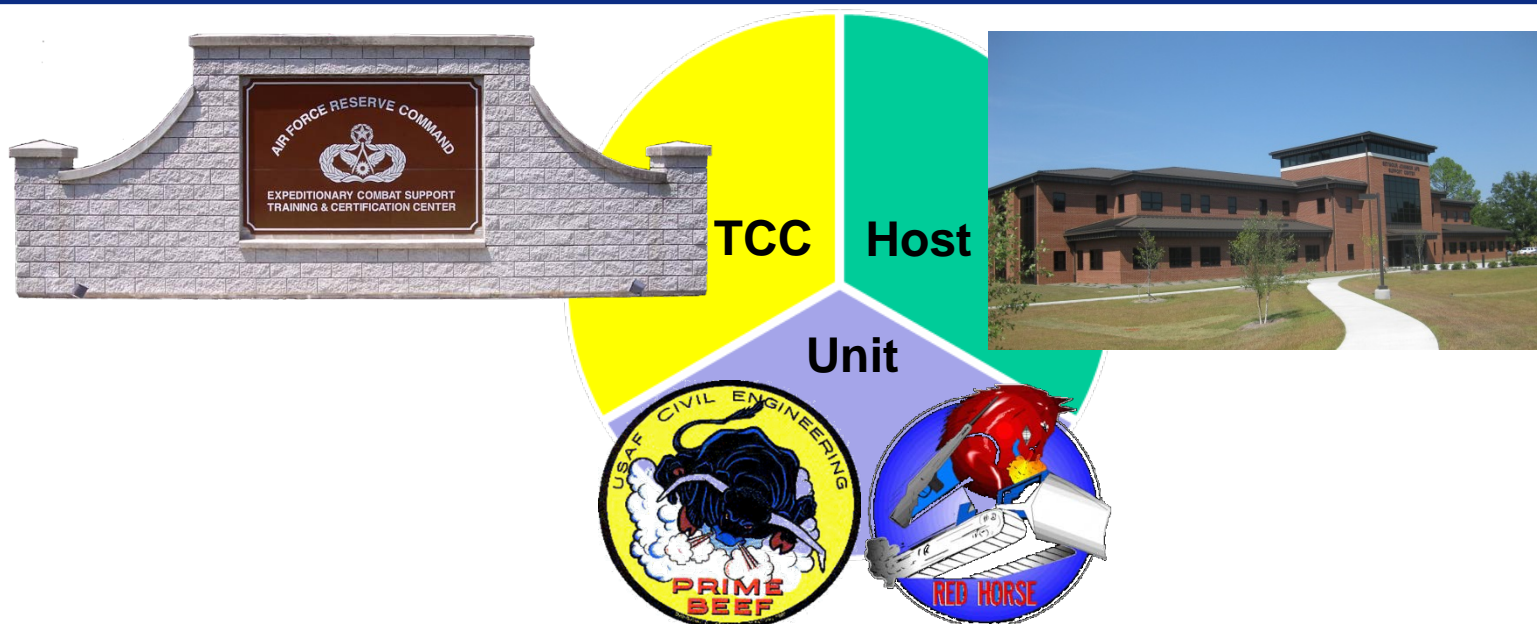 AIR FORCE RESERVE COMMAND
EXPEDITIONARY COMBAT SUPPORT
TRAINING & CERTIFICATION CENTER
TCC
Host
Unit
USAF CIVIL ENGINEERING
PRIME
BEEF
RED HORSE